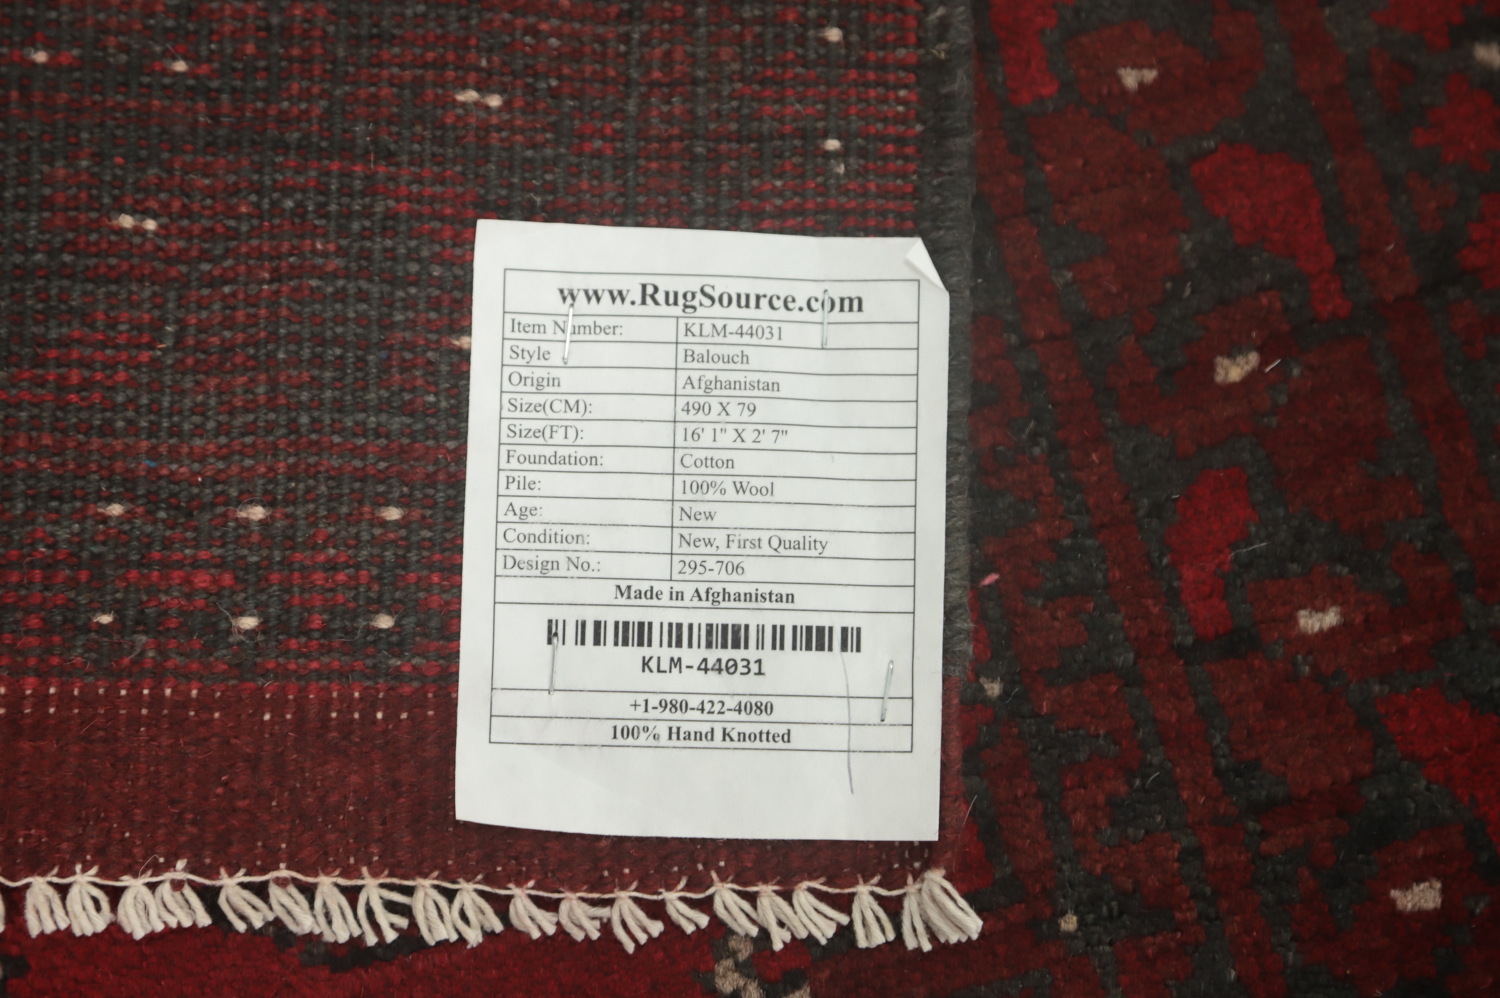 www.RugSource.com
Item Number: KLM-44031
Style Balouch
Origin Afghanistan
Size(CM): 490 X 79
Size(FT): 16' 1" X 2' 7"
Foundation: Cotton
Pile: 100% Wool
Age: New
Condition: New, First Quality
Design No.: 295-706
Made in Afghanistan
KLM-44031
+1-980-422-4080
100% Hand Knotted